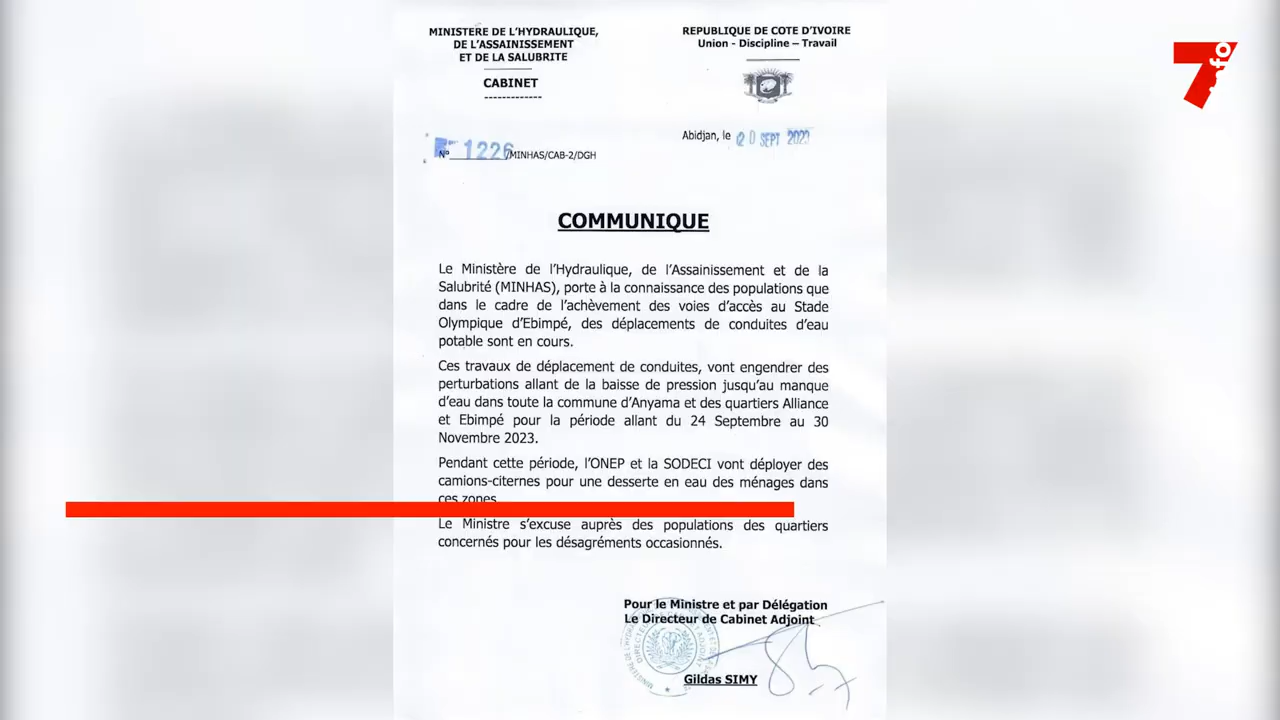 MINISTERE DE L'HYDRAULIQUE,
DE L'ASSAINISSEMENT
ET DE LA SALUBRITE
CABINET
REPUBLIQUE DE COTE D'IVOIRE
Union - Discipline – Travail
7
fo
Abidjan, le 20 SEPT 2023
N° 1226/MINHAS/CAB-2/DGH
COMMUNIQUE
Le Ministère de l'Hydraulique, de l'Assainissement et de la
Salubrité (MINHAS), porte à la connaissance des populations que
dans le cadre de l'achèvement des voies d'accès au Stade
Olympique d'Ebimpé, des déplacements de conduites d'eau
potable sont en cours.
Ces travaux de déplacement de conduites, vont engendrer des
perturbations allant de la baisse de pression jusqu'au manque
d'eau dans toute la commune d'Anyama et des quartiers Alliance
et Ebimpé pour la période allant du 24 Septembre au 30
Novembre 2023.
Pendant cette période, l'ONEP et la SODECI vont déployer des
camions-citernes pour une desserte en eau des ménages dans
ces zones.
Le Ministre s'excuse auprès des populations des quartiers
concernés pour les désagréments occasionnés.
Pour le Ministre et par Délégation
Le Directeur de Cabinet Adjoint
Gildas SIMY